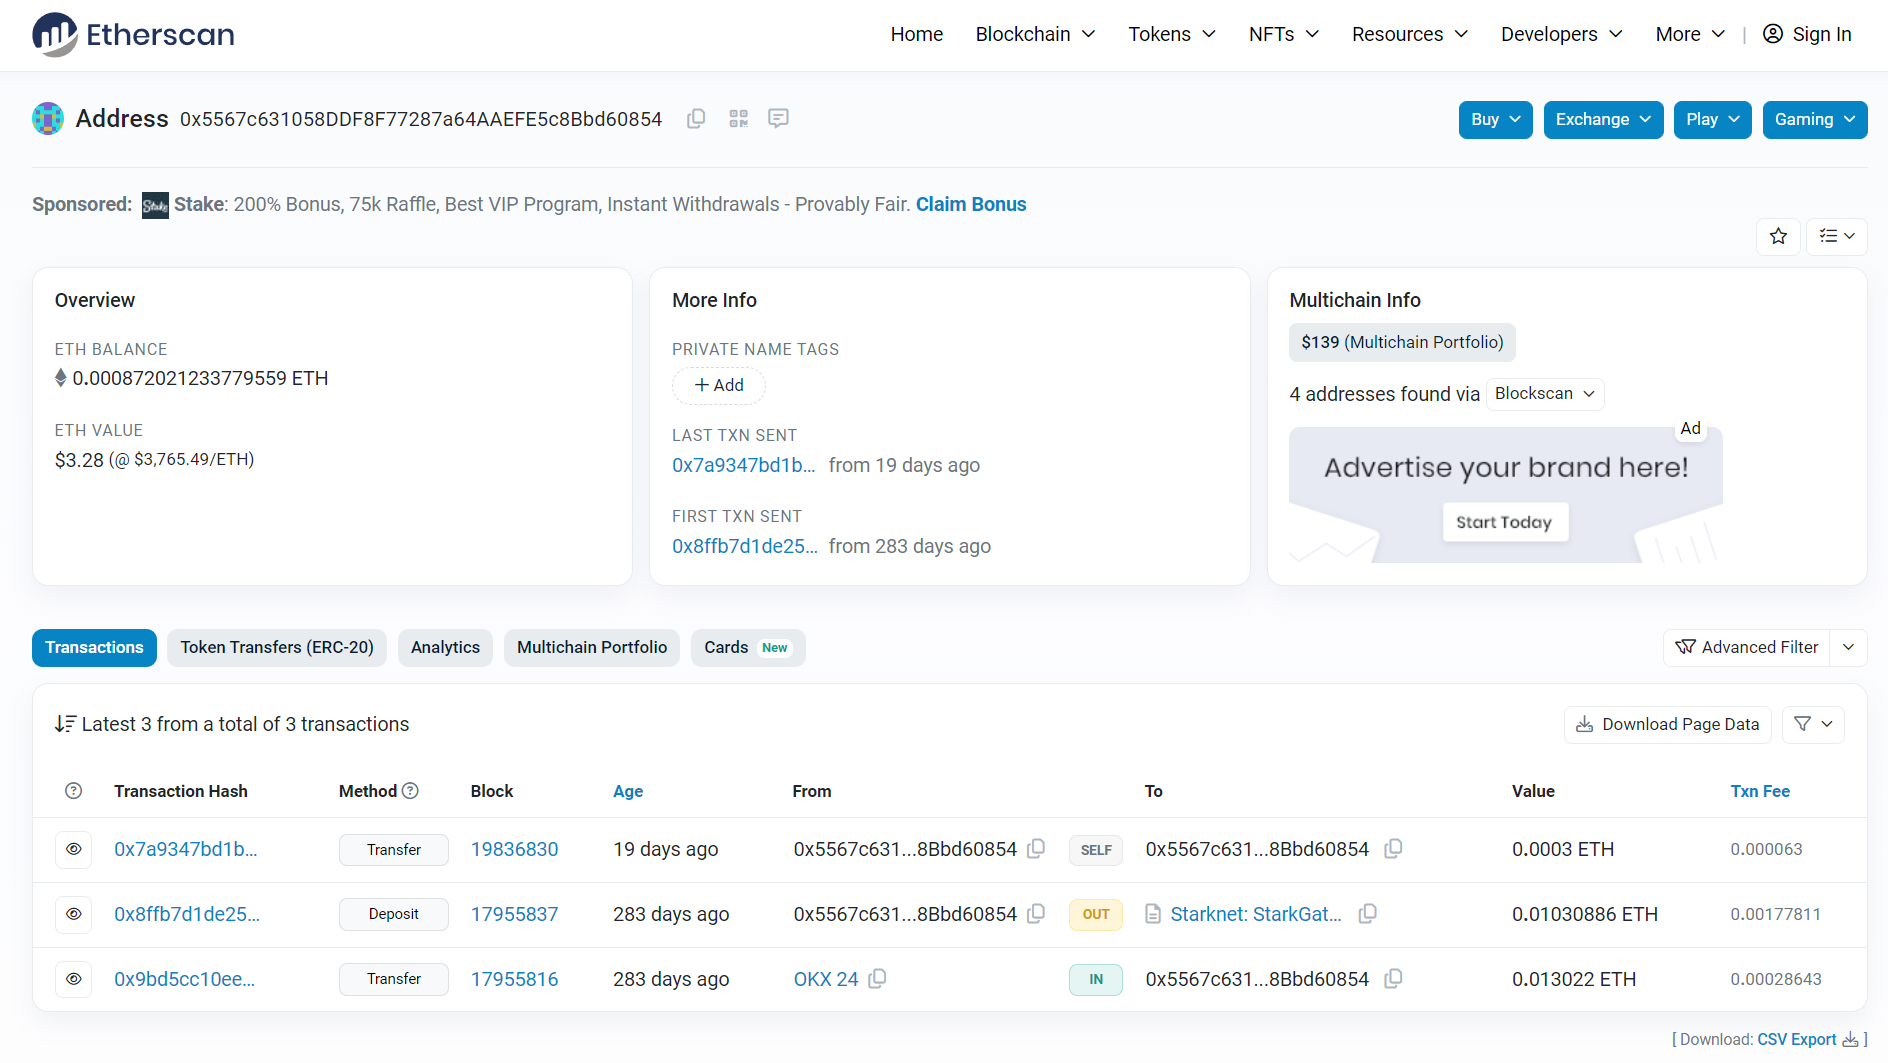 Etherscan
Home Blockchain Tokens NFTs Resources Developers More | Sign In
Address 0x5567c631058DDF8F77287a64AAEFE5c8Bbd60854
Buy Exchange Play Gaming
Sponsored: Stake Stake: 200% Bonus, 75k Raffle, Best VIP Program, Instant Withdrawals - Provably Fair. Claim Bonus
Overview
ETH BALANCE
0.000872021233779559 ETH
ETH VALUE
$3.28 (@ $3,765.49/ETH)
More Info
PRIVATE NAME TAGS
+ Add
LAST TXN SENT
0x7a9347bd1b... from 19 days ago
FIRST TXN SENT
0x8ffb7d1de25... from 283 days ago
Multichain Info
$139 (Multichain Portfolio)
4 addresses found via Blockscan
Ad
Advertise your brand here!
Start Today
Transactions Token Transfers (ERC-20) Analytics Multichain Portfolio Cards New
Advanced Filter
Latest 3 from a total of 3 transactions
Download Page Data
Transaction Hash Method Block Age From To Value Txn Fee
0x7a9347bd1b... Transfer 19836830 19 days ago 0x5567c631...8Bbd60854 SELF 0x5567c631...8Bbd60854 0.0003 ETH 0.000063
0x8ffb7d1de25... Deposit 17955837 283 days ago 0x5567c631...8Bbd60854 OUT Starknet: StarkGat... 0.01030886 ETH 0.00177811
0x9bd5cc10ee... Transfer 17955816 283 days ago OKX 24 IN 0x5567c631...8Bbd60854 0.013022 ETH 0.00028643
[ Download: CSV Export ]